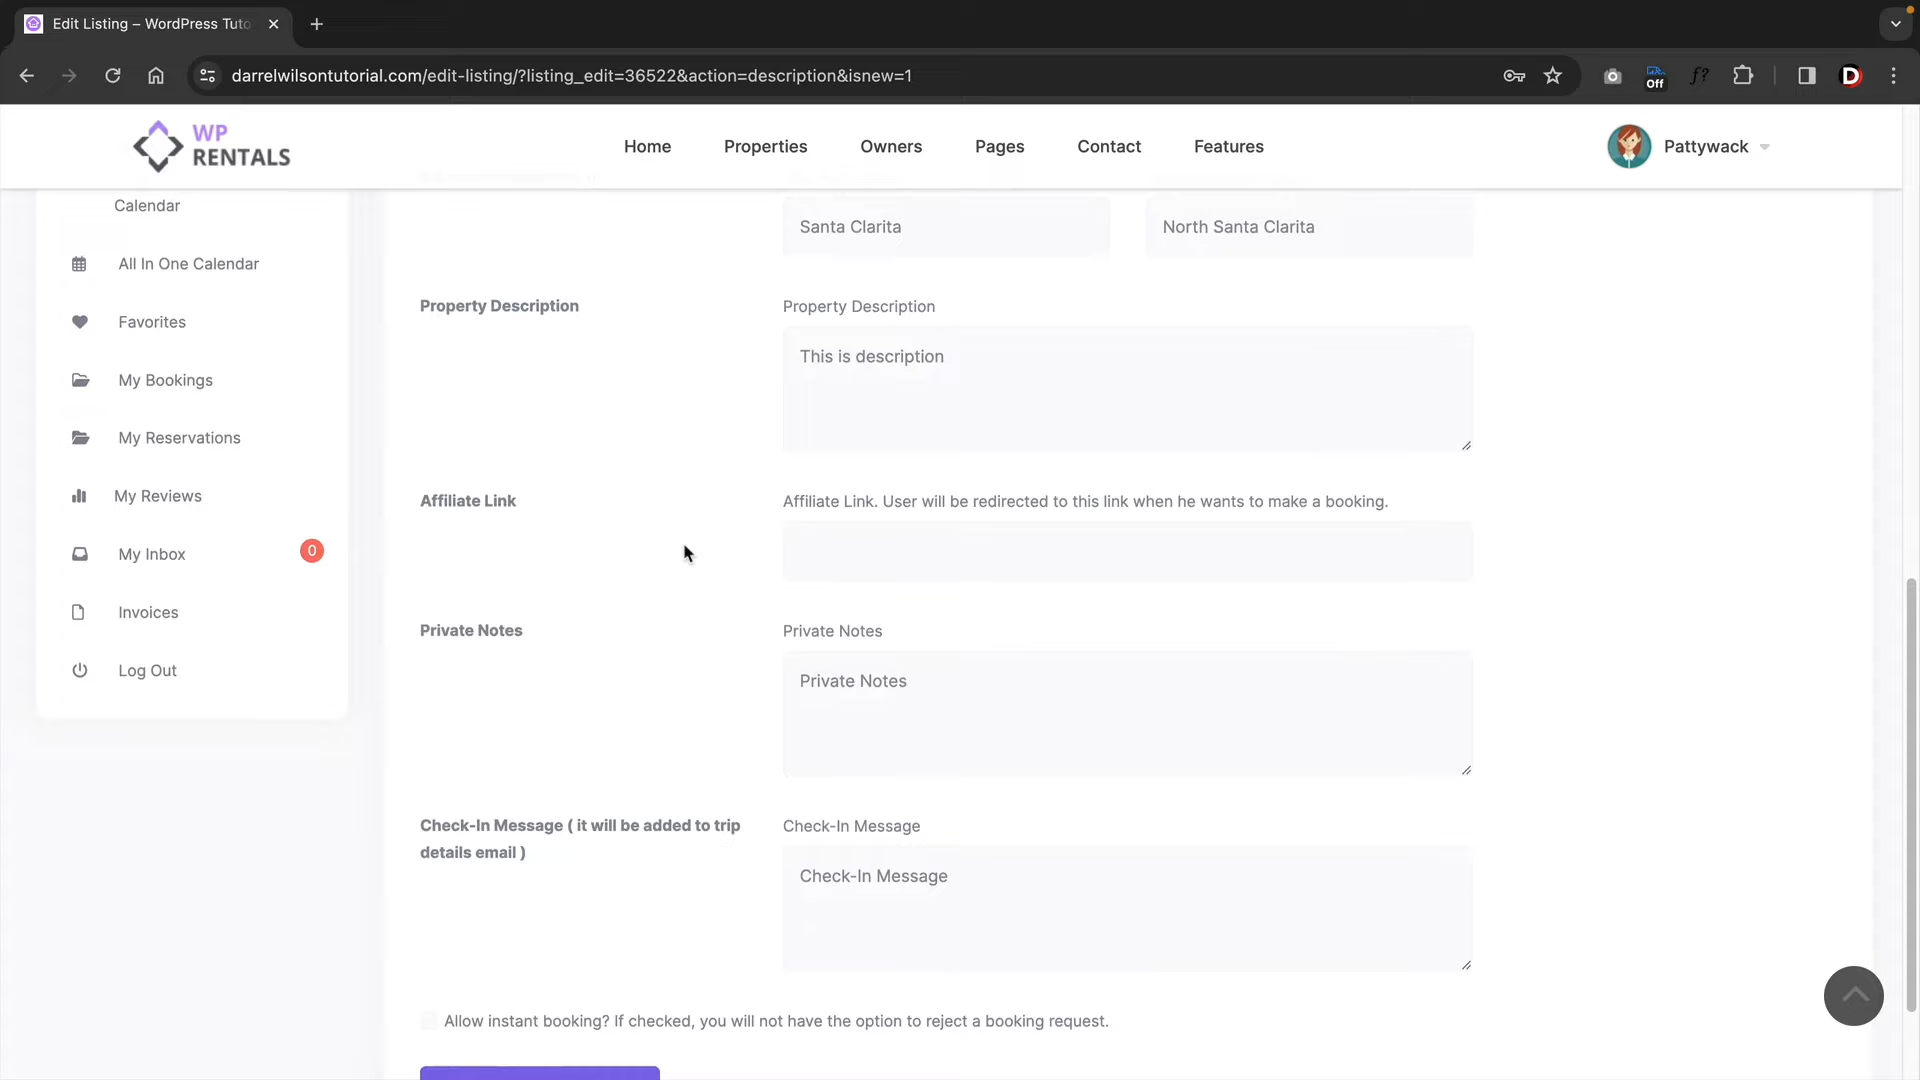 Edit Listing – WordPress Tuto
darrelwilsontutorial.com/edit-listing/?listing_edit=36522&action=description&isnew=1
Off
f?
D
WP
RENTALS
Home
Properties
Owners
Pages
Contact
Features
Pattywack
Calendar
All In One Calendar
Favorites
My Bookings
My Reservations
My Reviews
My Inbox
0
Invoices
Log Out
Santa Clarita
North Santa Clarita
Property Description
Property Description
This is description
Affiliate Link
Affiliate Link. User will be redirected to this link when he wants to make a booking.
Private Notes
Private Notes
Private Notes
Check-In Message ( it will be added to trip
details email )
Check-In Message
Check-In Message
Allow instant booking? If checked, you will not have the option to reject a booking request.